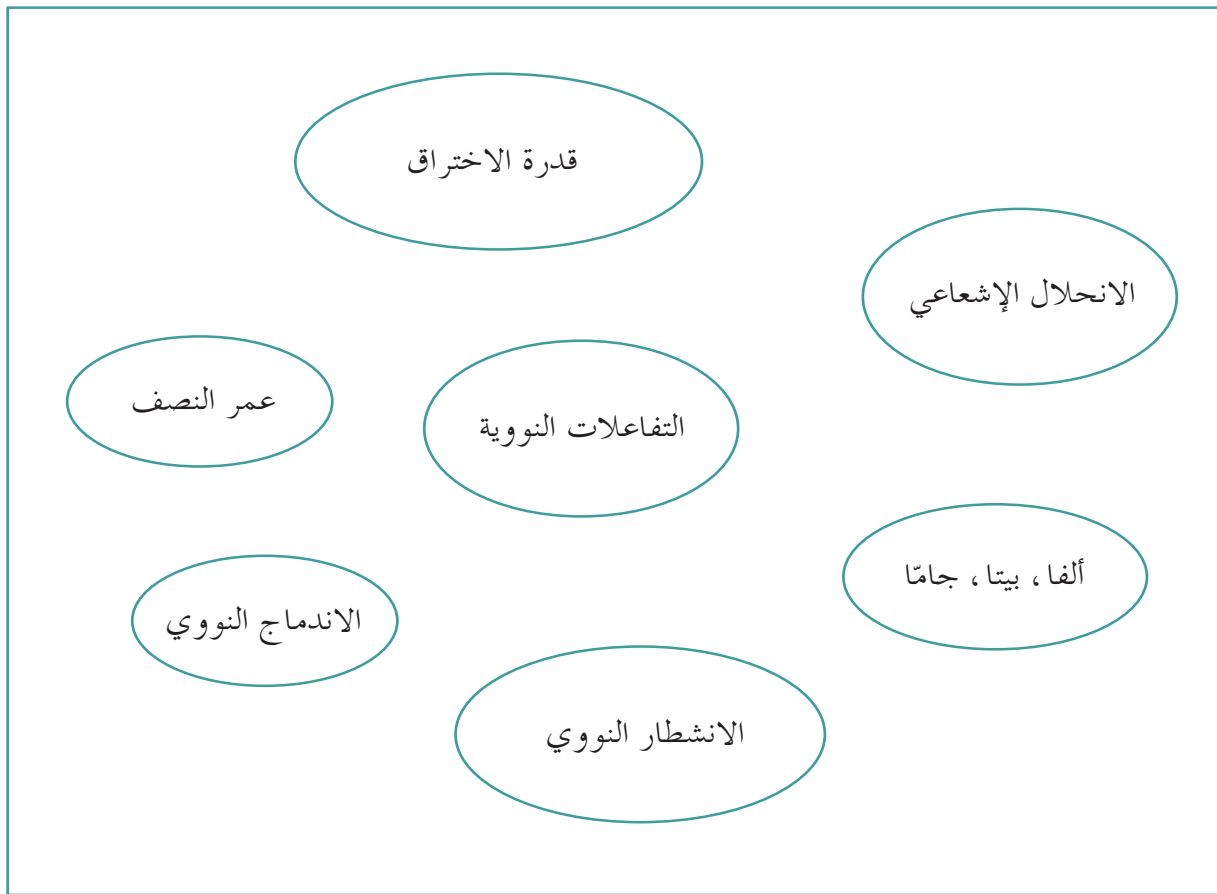 قدرة الاختراق
الانحلال الإشعاعي
عمر النصف
التفاعلات النووية
ألفا، بيتا، جامّا
الاندماج النووي
الانشطار النووي